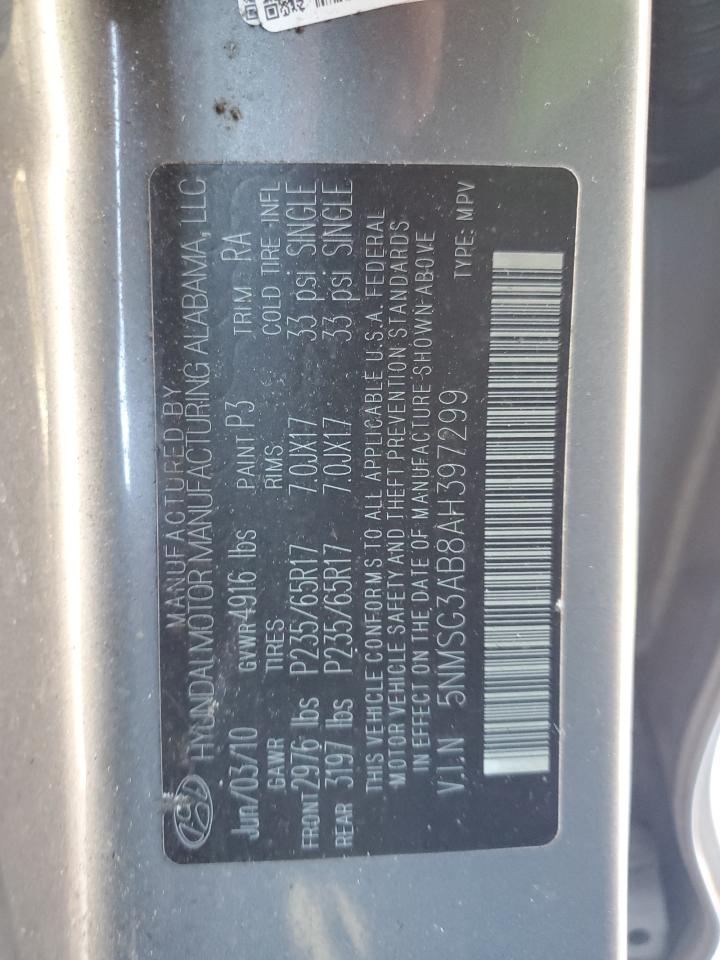 MANUFACTURED BY
HYUNDAI MOTOR MANUFACTURING ALABAMA, LLC
Jun/03/10 GVWR 4916 lbs PAINT P3 TRIM RA
GAWR TIRES RIMS COLD TIRE INFL
FRONT 2976 lbs P235/65R17 7.0JX17 33 psi SINGLE
REAR 3197 lbs P235/65R17 7.0JX17 33 psi SINGLE
THIS VEHICLE CONFORMS TO ALL APPLICABLE U.S.A. FEDERAL
MOTOR VEHICLE SAFETY AND THEFT PREVENTION STANDARDS
IN EFFECT ON THE DATE OF MANUFACTURE SHOWN ABOVE
V.I.N 5NMSG3AB8AH397299 TYPE: MPV